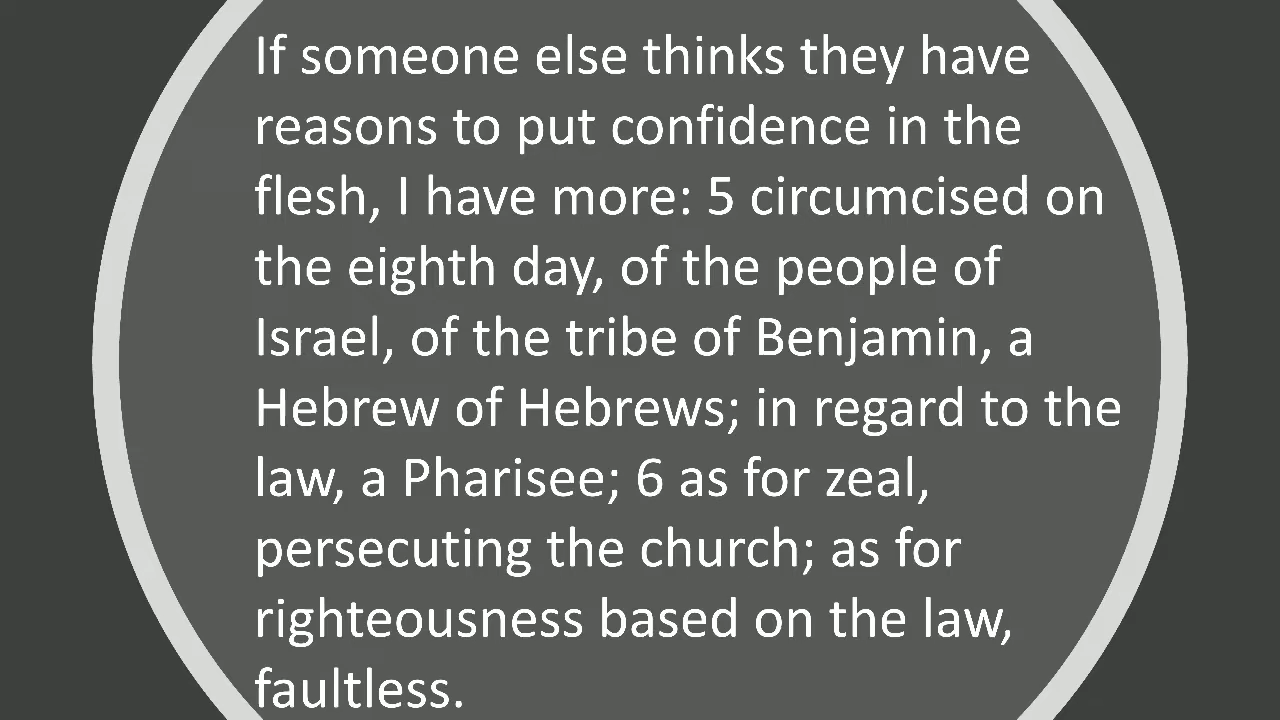 If someone else thinks they have
reasons to put confidence in the
flesh, I have more: 5 circumcised on
the eighth day, of the people of
Israel, of the tribe of Benjamin, a
Hebrew of Hebrews; in regard to the
law, a Pharisee; 6 as for zeal,
persecuting the church; as for
righteousness based on the law,
faultless.